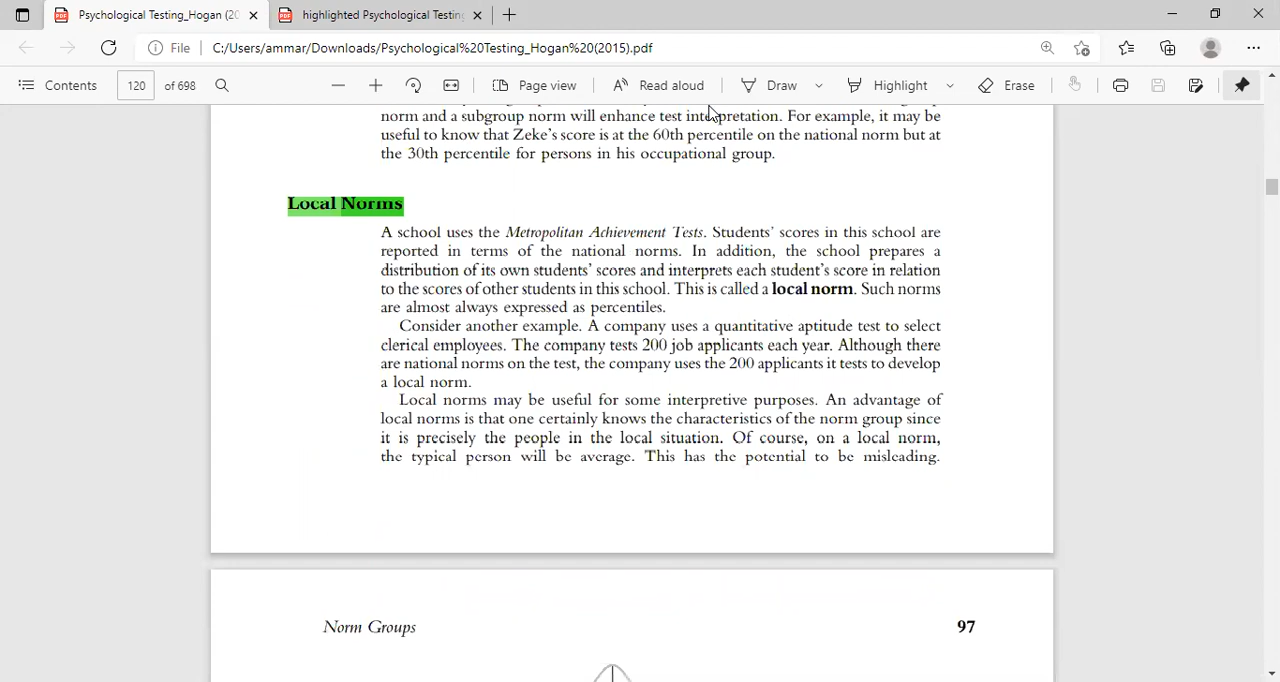 Psychological Testing_Hogan (20
highlighted Psychological Testing
File
C:/Users/ammar/Downloads/Psychological%20Testing_Hogan%20(2015).pdf
Contents
120
of 698
Page view
Read aloud
Draw
Highlight
Erase
norm and a subgroup norm will enhance test interpretation. For example, it may be
useful to know that Zeke's score is at the 60th percentile on the national norm but at
the 30th percentile for persons in his occupational group.
Local Norms
A school uses the Metropolitan Achievement Tests. Students' scores in this school are
reported in terms of the national norms. In addition, the school prepares a
distribution of its own students' scores and interprets each student's score in relation
to the scores of other students in this school. This is called a local norm. Such norms
are almost always expressed as percentiles.
Consider another example. A company uses a quantitative aptitude test to select
clerical employees. The company tests 200 job applicants each year. Although there
are national norms on the test, the company uses the 200 applicants it tests to develop
a local norm.
Local norms may be useful for some interpretive purposes. An advantage of
local norms is that one certainly knows the characteristics of the norm group since
it is precisely the people in the local situation. Of course, on a local norm,
the typical person will be average. This has the potential to be misleading.
Norm Groups
97